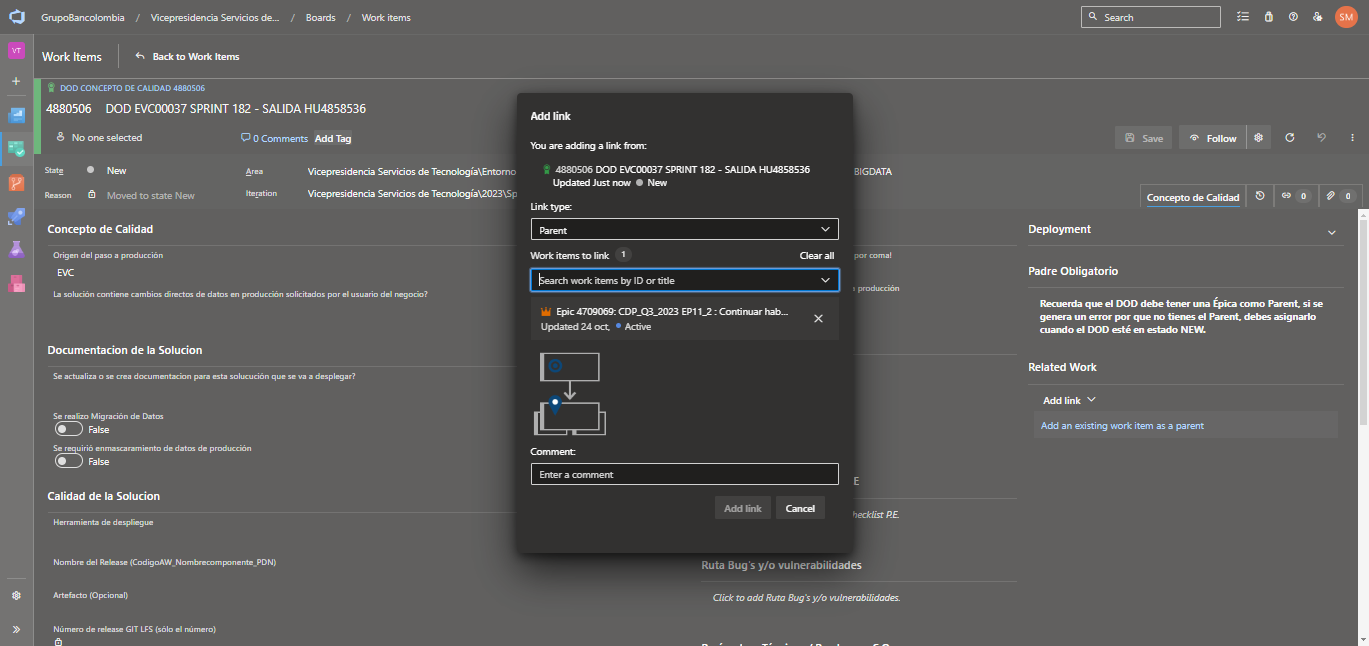 GrupoBancolombia / Vicepresidencia Servicios de... / Boards / Work items
Search
SM
VT
Work Items
Back to Work Items
DOD CONCEPTO DE CALIDAD 4880506
4880506 DOD EVC00037 SPRINT 182 - SALIDA HU4858536
No one selected
0 Comments
Add Tag
Save
Follow
State
New
Area
Vicepresidencia Servicios de Tecnología\Entorno
BIGDATA
Reason
Moved to state New
Iteration
Vicepresidencia Servicios de Tecnología\2023\Sp
Concepto de Calidad
0
0
Concepto de Calidad
Origen del paso a producción
EVC
La solución contiene cambios directos de datos en producción solicitados por el usuario del negocio?
Documentacion de la Solucion
Se actualiza o se crea documentacion para esta solucución que se va a desplegar?
Se realizo Migración de Datos
False
Se requirió enmascaramiento de datos de producción
False
Calidad de la Solucion
Herramienta de despliegue
Nombre del Release (CodigoAW_Nombrecomponente_PDN)
Artefacto (Opcional)
Número de release GIT LFS (sólo el número)
Add link
You are adding a link from:
4880506 DOD EVC00037 SPRINT 182 - SALIDA HU4858536
Updated Just now New
Link type:
Parent
Work items to link 1
Clear all
Search work items by ID or title
Epic 4709069: CDP_Q3_2023 EP11_2 : Continuar hab...
Updated 24 oct, Active
Comment:
Enter a comment
Add link
Cancel
por comal
producción
E
hecklist P.E.
Ruta Bug's y/o vulnerabilidades
Click to add Ruta Bug's y/o vulnerabilidades.
Deployment
Padre Obligatorio
Recuerda que el DOD debe tener una Épica como Parent, si se
genera un error por que no tienes el Parent, debes asignarlo
cuando el DOD esté en estado NEW.
Related Work
Add link
Add an existing work item as a parent